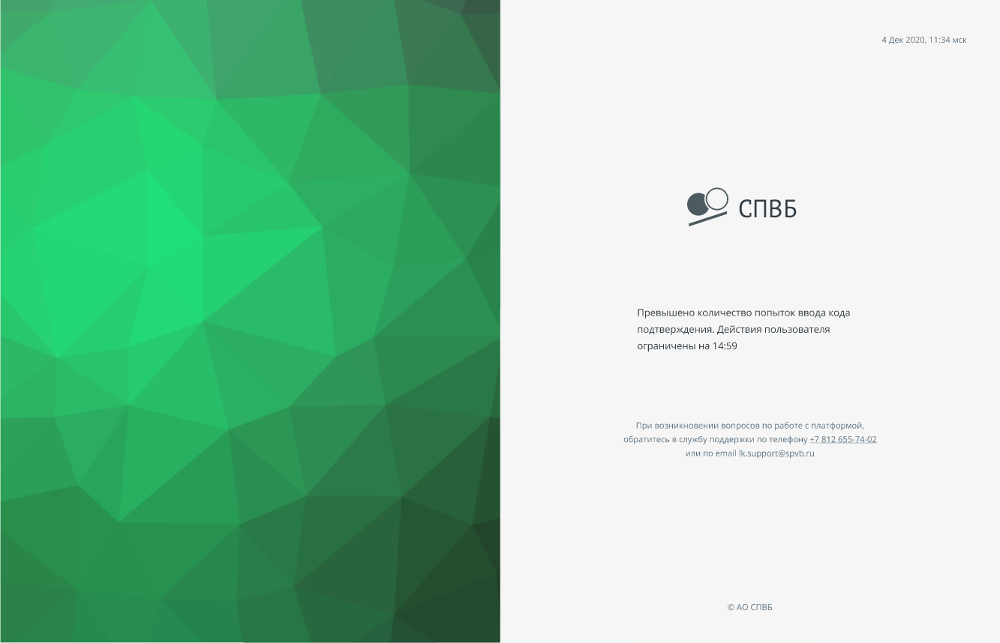 4 Дек 2020, 11:34 мск
СПВБ
Превышено количество попыток ввода кода
подтверждения. Действия пользователя
ограничены на 14:59
При возникновении вопросов по работе с платформой,
обратитесь в службу поддержки по телефону +7 812 655-74-02
или по email lk.support@spvb.ru
© АО СПВБ